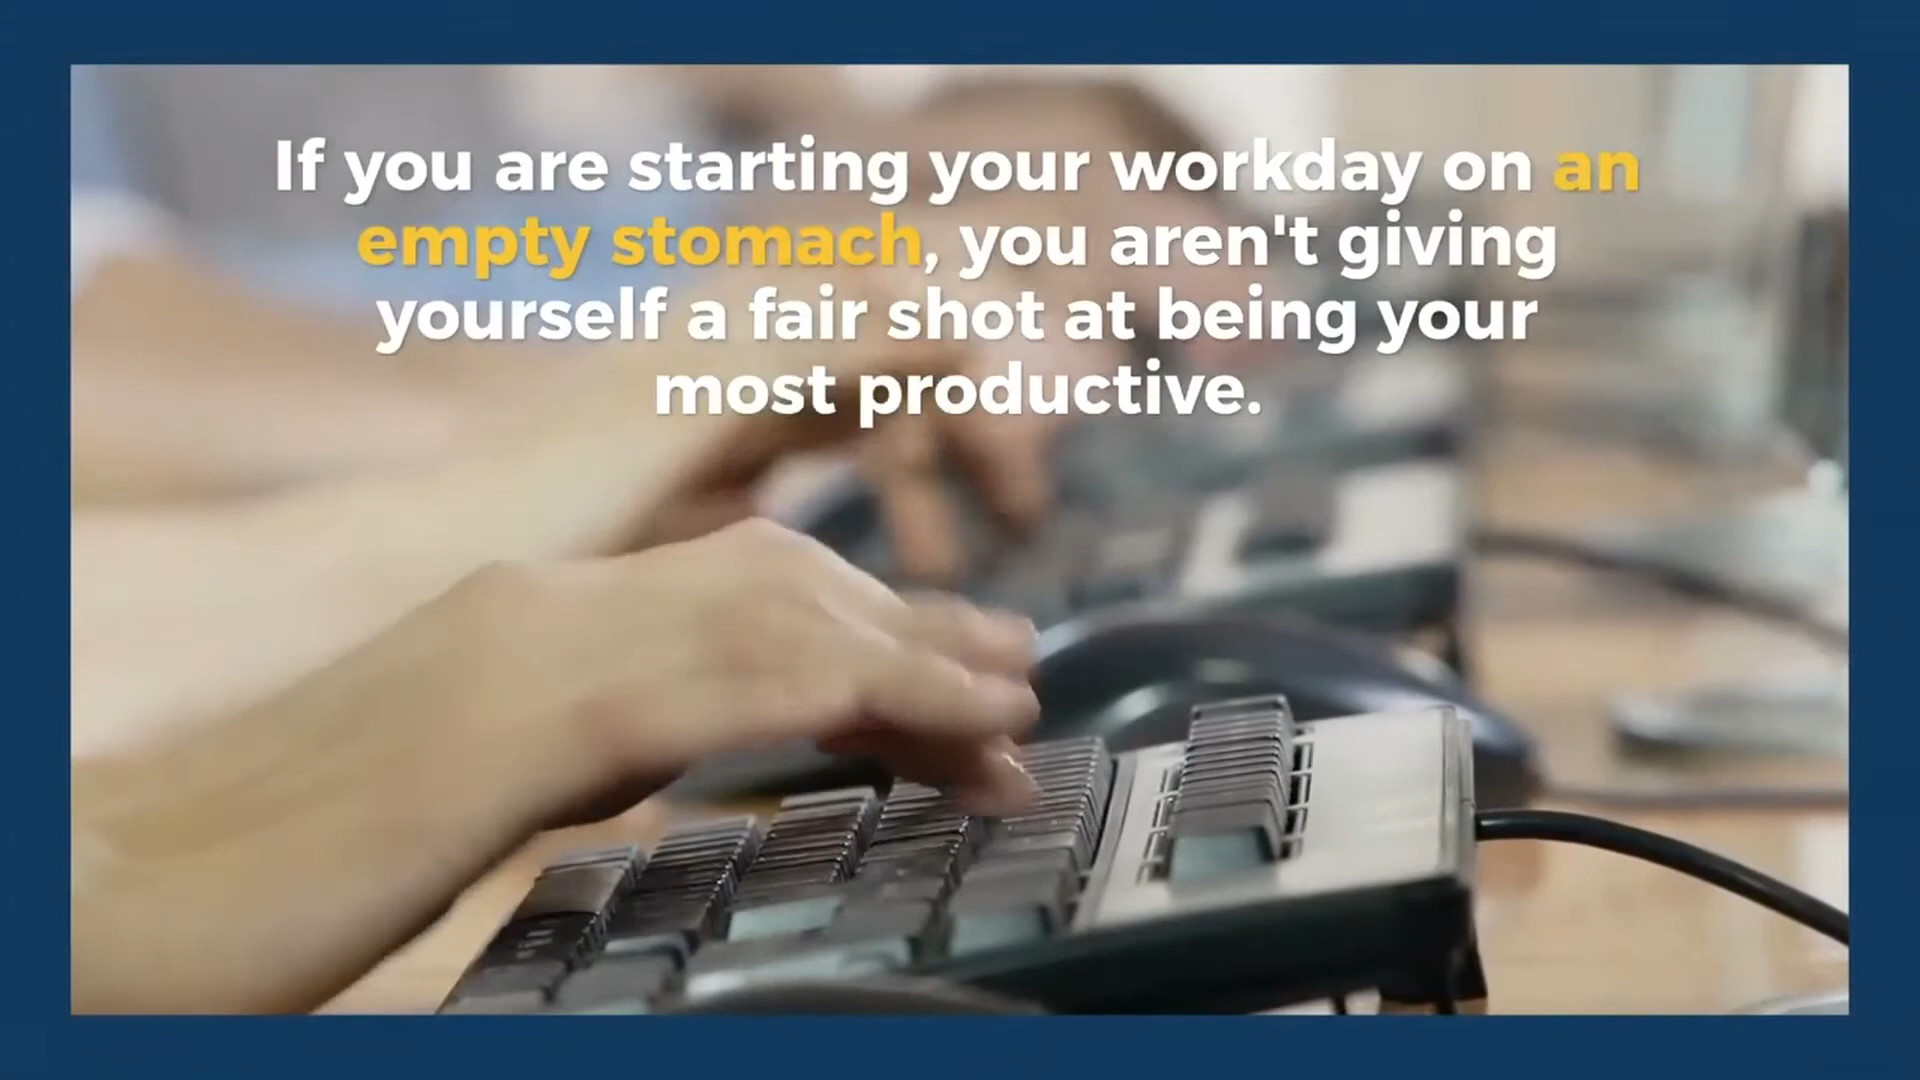 If you are starting your workday on an
empty stomach, you aren't giving
yourself a fair shot at being your
most productive.